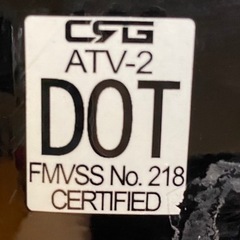 CRG
ATV-2
DOT
FMVSS No. 218
CERTIFIED